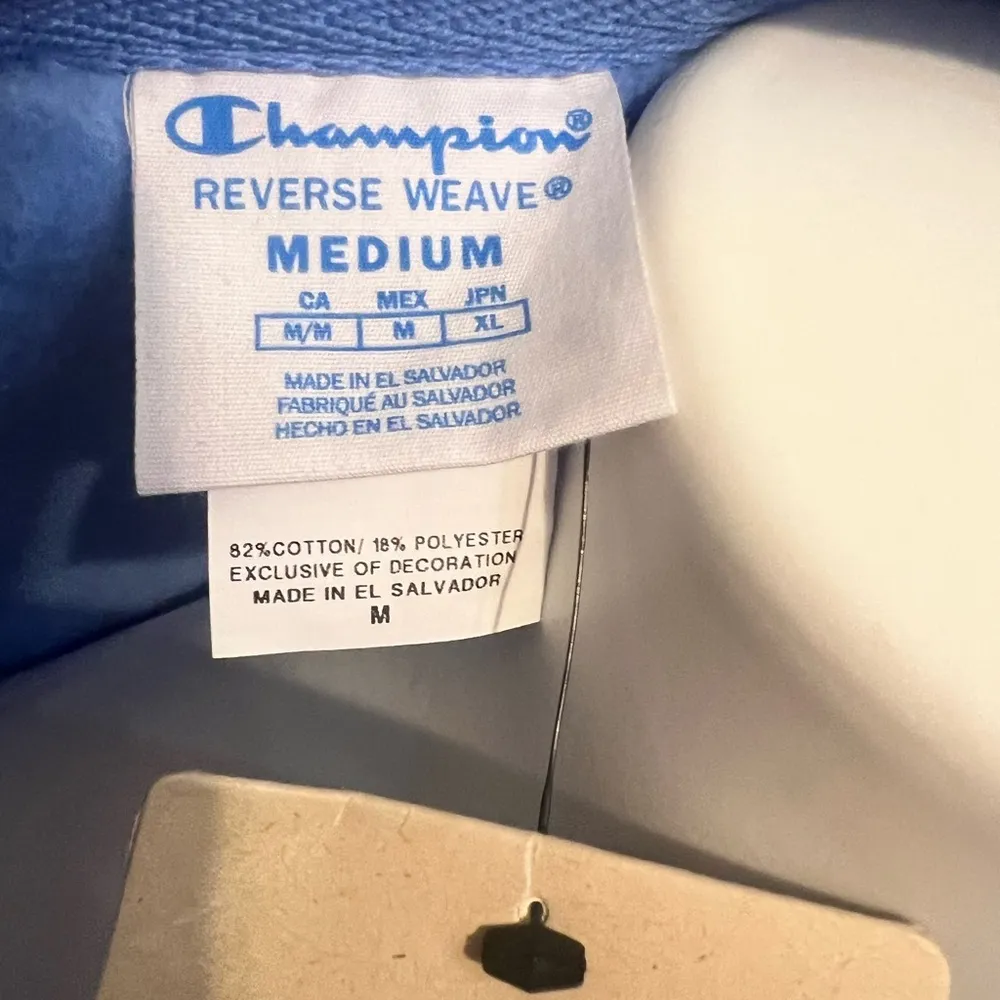 Champion®
REVERSE WEAVE®
MEDIUM
CA MEX JPN
M/M M XL
MADE IN EL SALVADOR
FABRIQUÉ AU SALVADOR
HECHO EN EL SALVADOR
82%COTTON/ 18% POLYESTER
EXCLUSIVE OF DECORATION
MADE IN EL SALVADOR
M